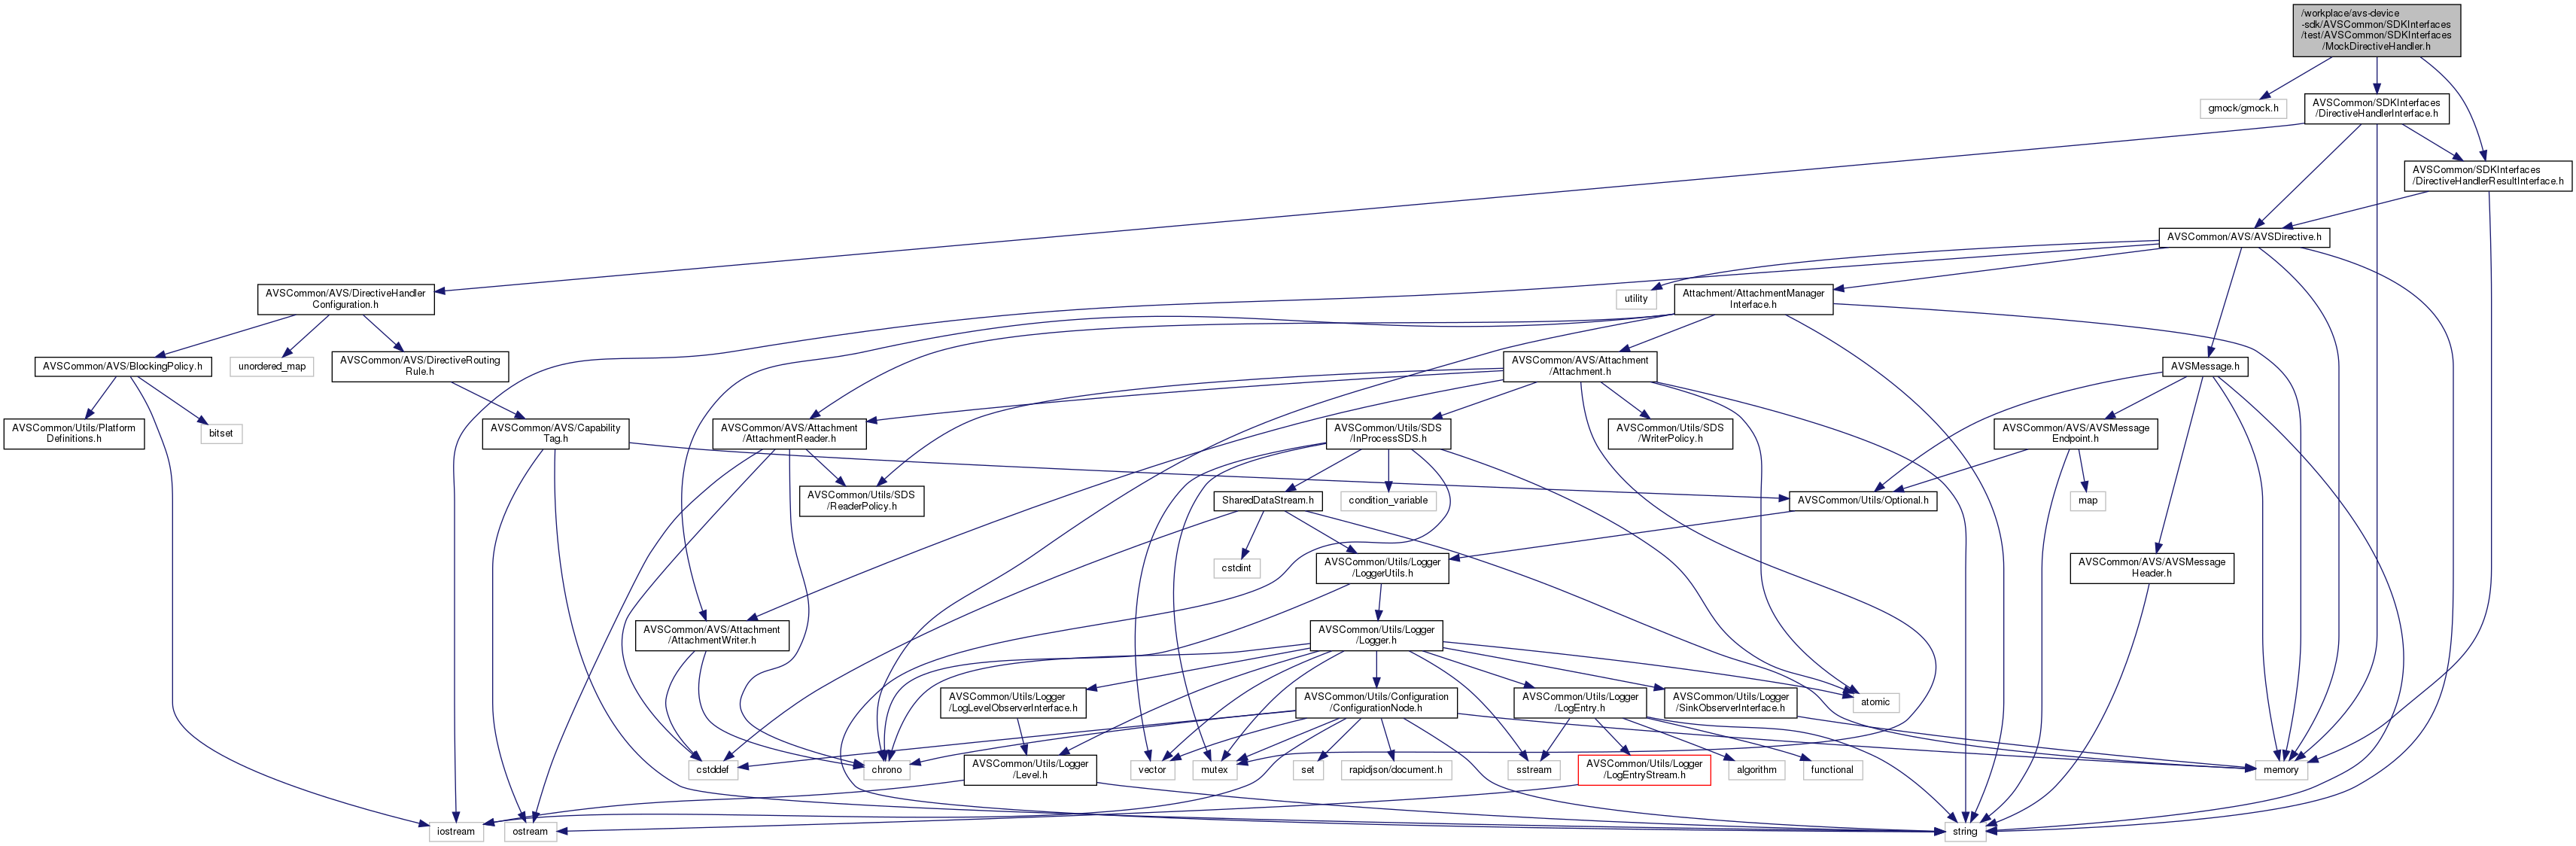 /workplace/avs-device
-sdk/AVSCommon/SDKInterfaces
/test/AVSCommon/SDKInterfaces
/MockDirectiveHandler.h
gmock/gmock.h
AVSCommon/SDKInterfaces
/DirectiveHandlerInterface.h
AVSCommon/SDKInterfaces
/DirectiveHandlerResultInterface.h
AVSCommon/AVS/AVSDirective.h
AVSCommon/AVS/DirectiveHandler
Configuration.h
utility
Attachment/AttachmentManager
Interface.h
AVSCommon/AVS/BlockingPolicy.h
unordered_map
AVSCommon/AVS/DirectiveRouting
Rule.h
AVSCommon/AVS/Attachment
/Attachment.h
AVSMessage.h
AVSCommon/Utils/Platform
Definitions.h
bitset
AVSCommon/AVS/Capability
Tag.h
AVSCommon/AVS/Attachment
/AttachmentReader.h
AVSCommon/Utils/SDS
/InProcessSDS.h
AVSCommon/Utils/SDS
/WriterPolicy.h
AVSCommon/AVS/AVSMessage
Endpoint.h
AVSCommon/Utils/SDS
/ReaderPolicy.h
SharedDataStream.h
condition_variable
AVSCommon/Utils/Optional.h
map
cstdint
AVSCommon/Utils/Logger
/LoggerUtils.h
AVSCommon/AVS/AVSMessage
Header.h
AVSCommon/AVS/Attachment
/AttachmentWriter.h
AVSCommon/Utils/Logger
/Logger.h
AVSCommon/Utils/Logger
/LogLevelObserverInterface.h
AVSCommon/Utils/Configuration
/ConfigurationNode.h
AVSCommon/Utils/Logger
/LogEntry.h
AVSCommon/Utils/Logger
/SinkObserverInterface.h
atomic
cstddef
chrono
AVSCommon/Utils/Logger
/Level.h
vector
mutex
set
rapidjson/document.h
sstream
AVSCommon/Utils/Logger
/LogEntryStream.h
algorithm
functional
memory
iostream
ostream
string